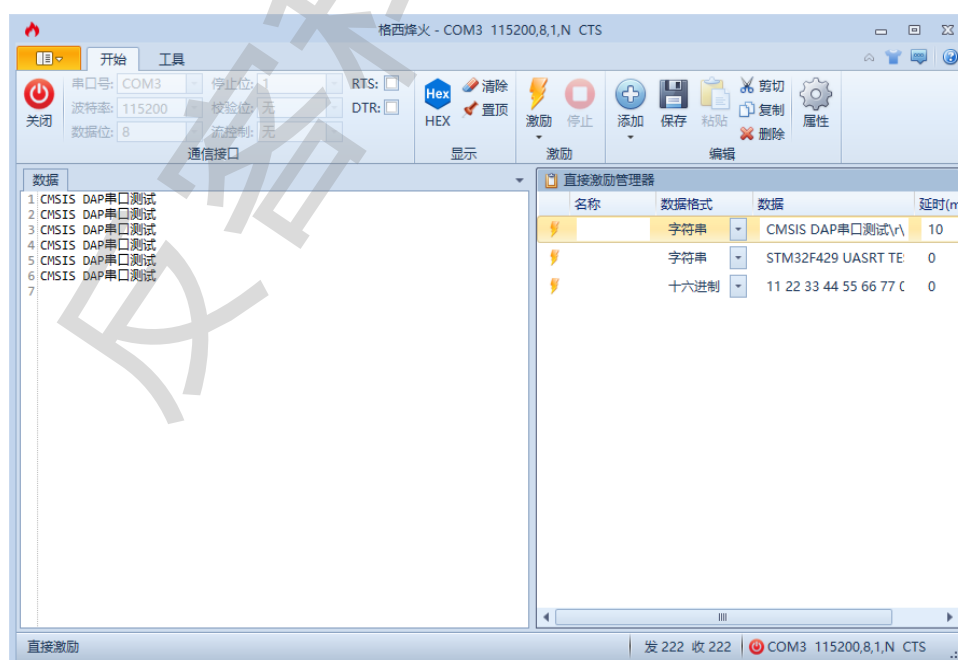 格西烽火 - COM3 115200,8,1,N CTS
开始 工具
串口号: COM3 停止位: 1 RTS:
波特率: 115200 校验位: 无 DTR:
数据位: 8 流控制: 无
关闭
通信接口
Hex
HEX
清除
置顶
显示
激励 停止
激励
添加 保存 粘贴
剪切
复制
删除
属性
编辑
数据
1 CMSIS DAP串口测试
2 CMSIS DAP串口测试
3 CMSIS DAP串口测试
4 CMSIS DAP串口测试
5 CMSIS DAP串口测试
6 CMSIS DAP串口测试
7
直接激励管理器
名称 数据格式 数据 延时(m
字符串 CMSIS DAP串口测试\r\ 10
字符串 STM32F429 UASRT TE 0
十六进制 11 22 33 44 55 66 77 0
直接激励 发 222 收 222 COM3 115200,8,1,N CTS